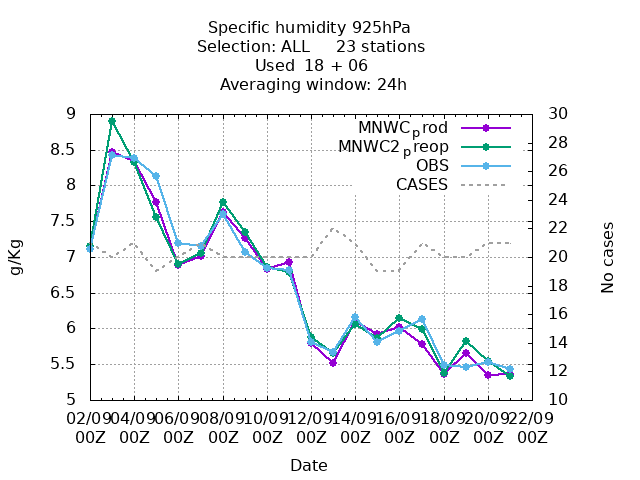 Specific humidity 925hPa
Selection: ALL 23 stations
Used 18 + 06
Averaging window: 24h
9
8.5
8
7.5
7
6.5
6
5.5
5
g/Kg
30
28
26
24
22
20
18
16
14
12
10
No cases
MNWCprod
MNWC2preop
OBS
CASES
02/09 04/09 06/09 08/09 10/09 12/09 14/09 16/09 18/09 20/09 22/09
00Z 00Z 00Z 00Z 00Z 00Z 00Z 00Z 00Z 00Z 00Z
Date